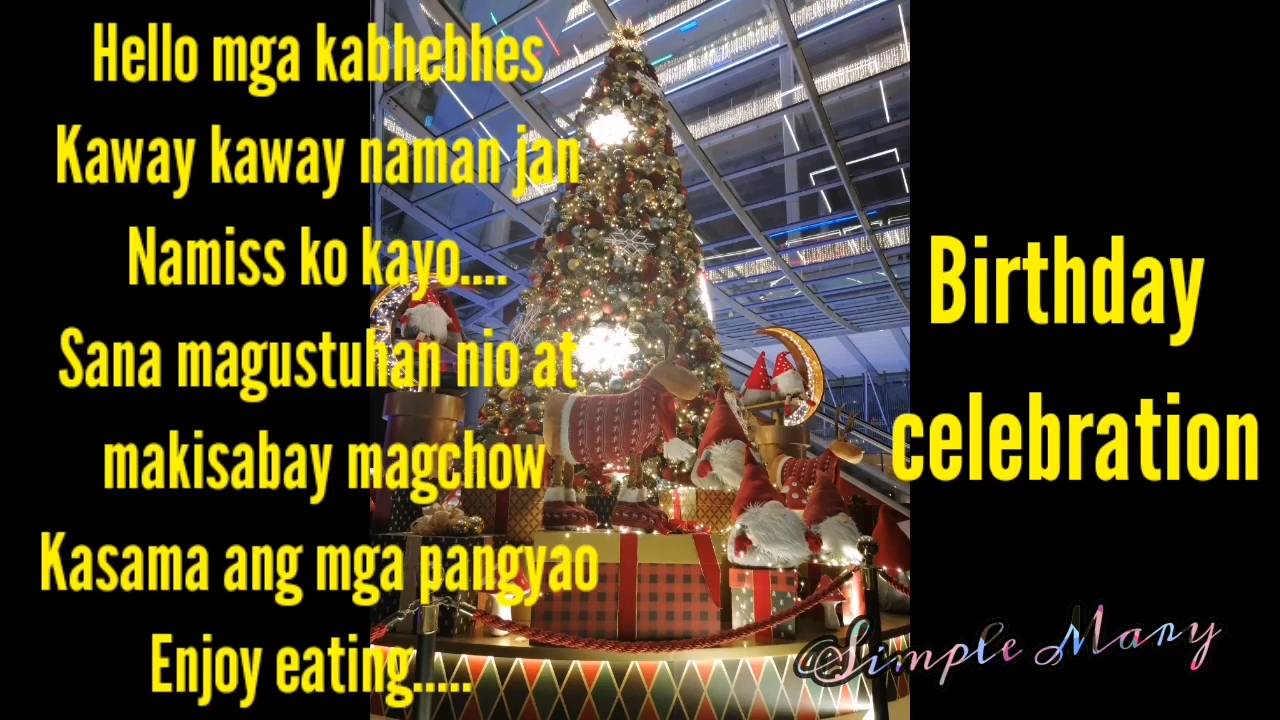 Hello mga kabhebhes
Kaway kaway naman jan
Namiss ko kayo....
Sana magustuhan nio at
makisabay magchow
Kasama ang mga pangyao
Enjoy eating.....
Birthday
celebration
Simple Mary